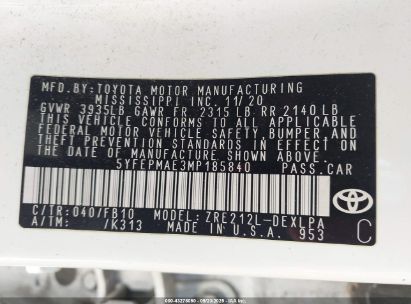 MFD.BY:TOYOTA MOTOR MANUFACTURING
MISSISSIPPI INC. 11/20
GVWR 3935LB GAWR FR 2315 LB RR 2140 LB
THIS VEHICLE CONFORMS TO ALL APPLICABLE
FEDERAL MOTOR VEHICLE SAFETY, BUMPER, AND
THEFT PREVENTION STANDARDS IN EFFECT ON
THE DATE OF MANUFACTURE SHOWN ABOVE.
5YFEPMAE3MP185840 PASS.CAR
C/TR:040/FB10 MODEL: ZRE212L-DEXLPA
A/TM: /K313 953
TOYOTA
C